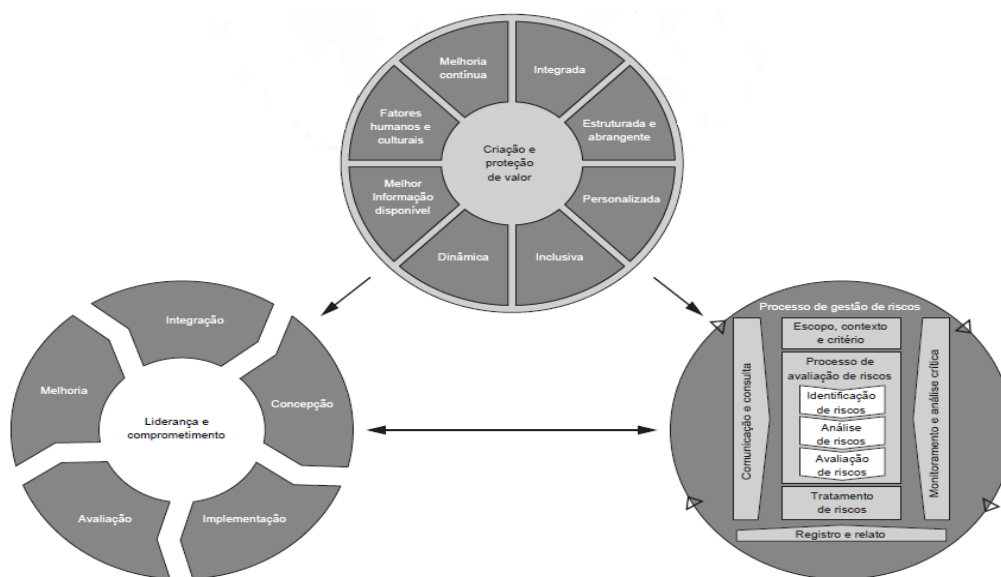 Melhoria
contínua
Integrada
Fatores
humanos e
culturais
Estruturada e
abrangente
Criação e
proteção
de valor
Melhor
Informação
disponível
Personalizada
Dinâmica
Inclusiva
Integração
Melhoria
Concepção
Liderança e
comprometimento
Avaliação
Implementação
Processo de gestão de riscos
Escopo, contexto
e critério
Processo de
avaliação de riscos
Identificação
de riscos
Análise
de riscos
Avaliação
de riscos
Tratamento
de riscos
Comunicação e consulta
Monitoramento e análise crítica
Registro e relato